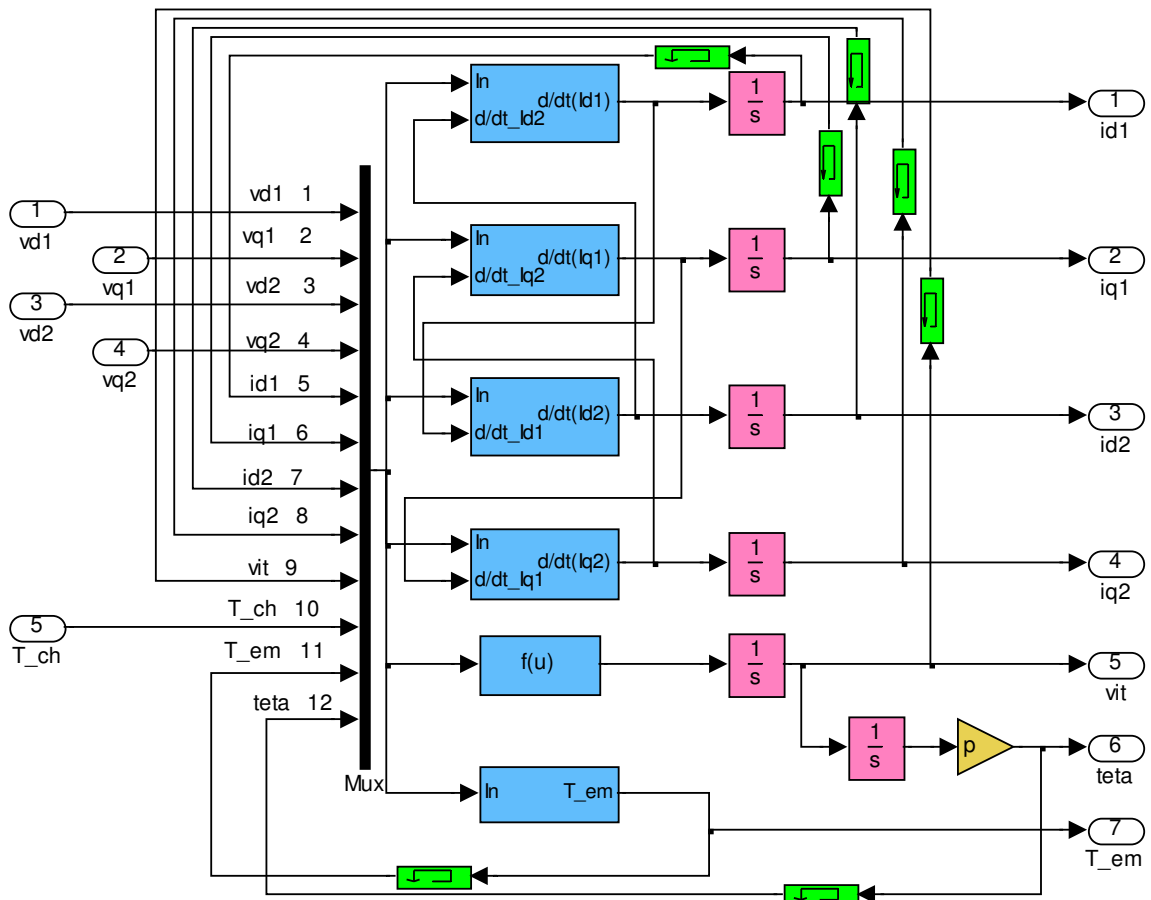 In
d/dt(Id1)
d/dt_Id2
1
s
1
id1
vd1 1
1
vd1
vq1 2
In
d/dt(Iq1)
d/dt_Iq2
1
s
2
iq1
2
vq1
vd2 3
3
vd2
vq2 4
4
vq2
id1 5
In
d/dt(Id2)
d/dt_Id1
1
s
3
id2
iq1 6
id2 7
iq2 8
In
d/dt(Iq2)
d/dt_Iq1
1
s
4
iq2
vit 9
T_ch 10
5
T_ch
T_em 11
f(u)
1
s
5
vit
teta 12
1
s
p
6
teta
Mux
In T_em
7
T_em